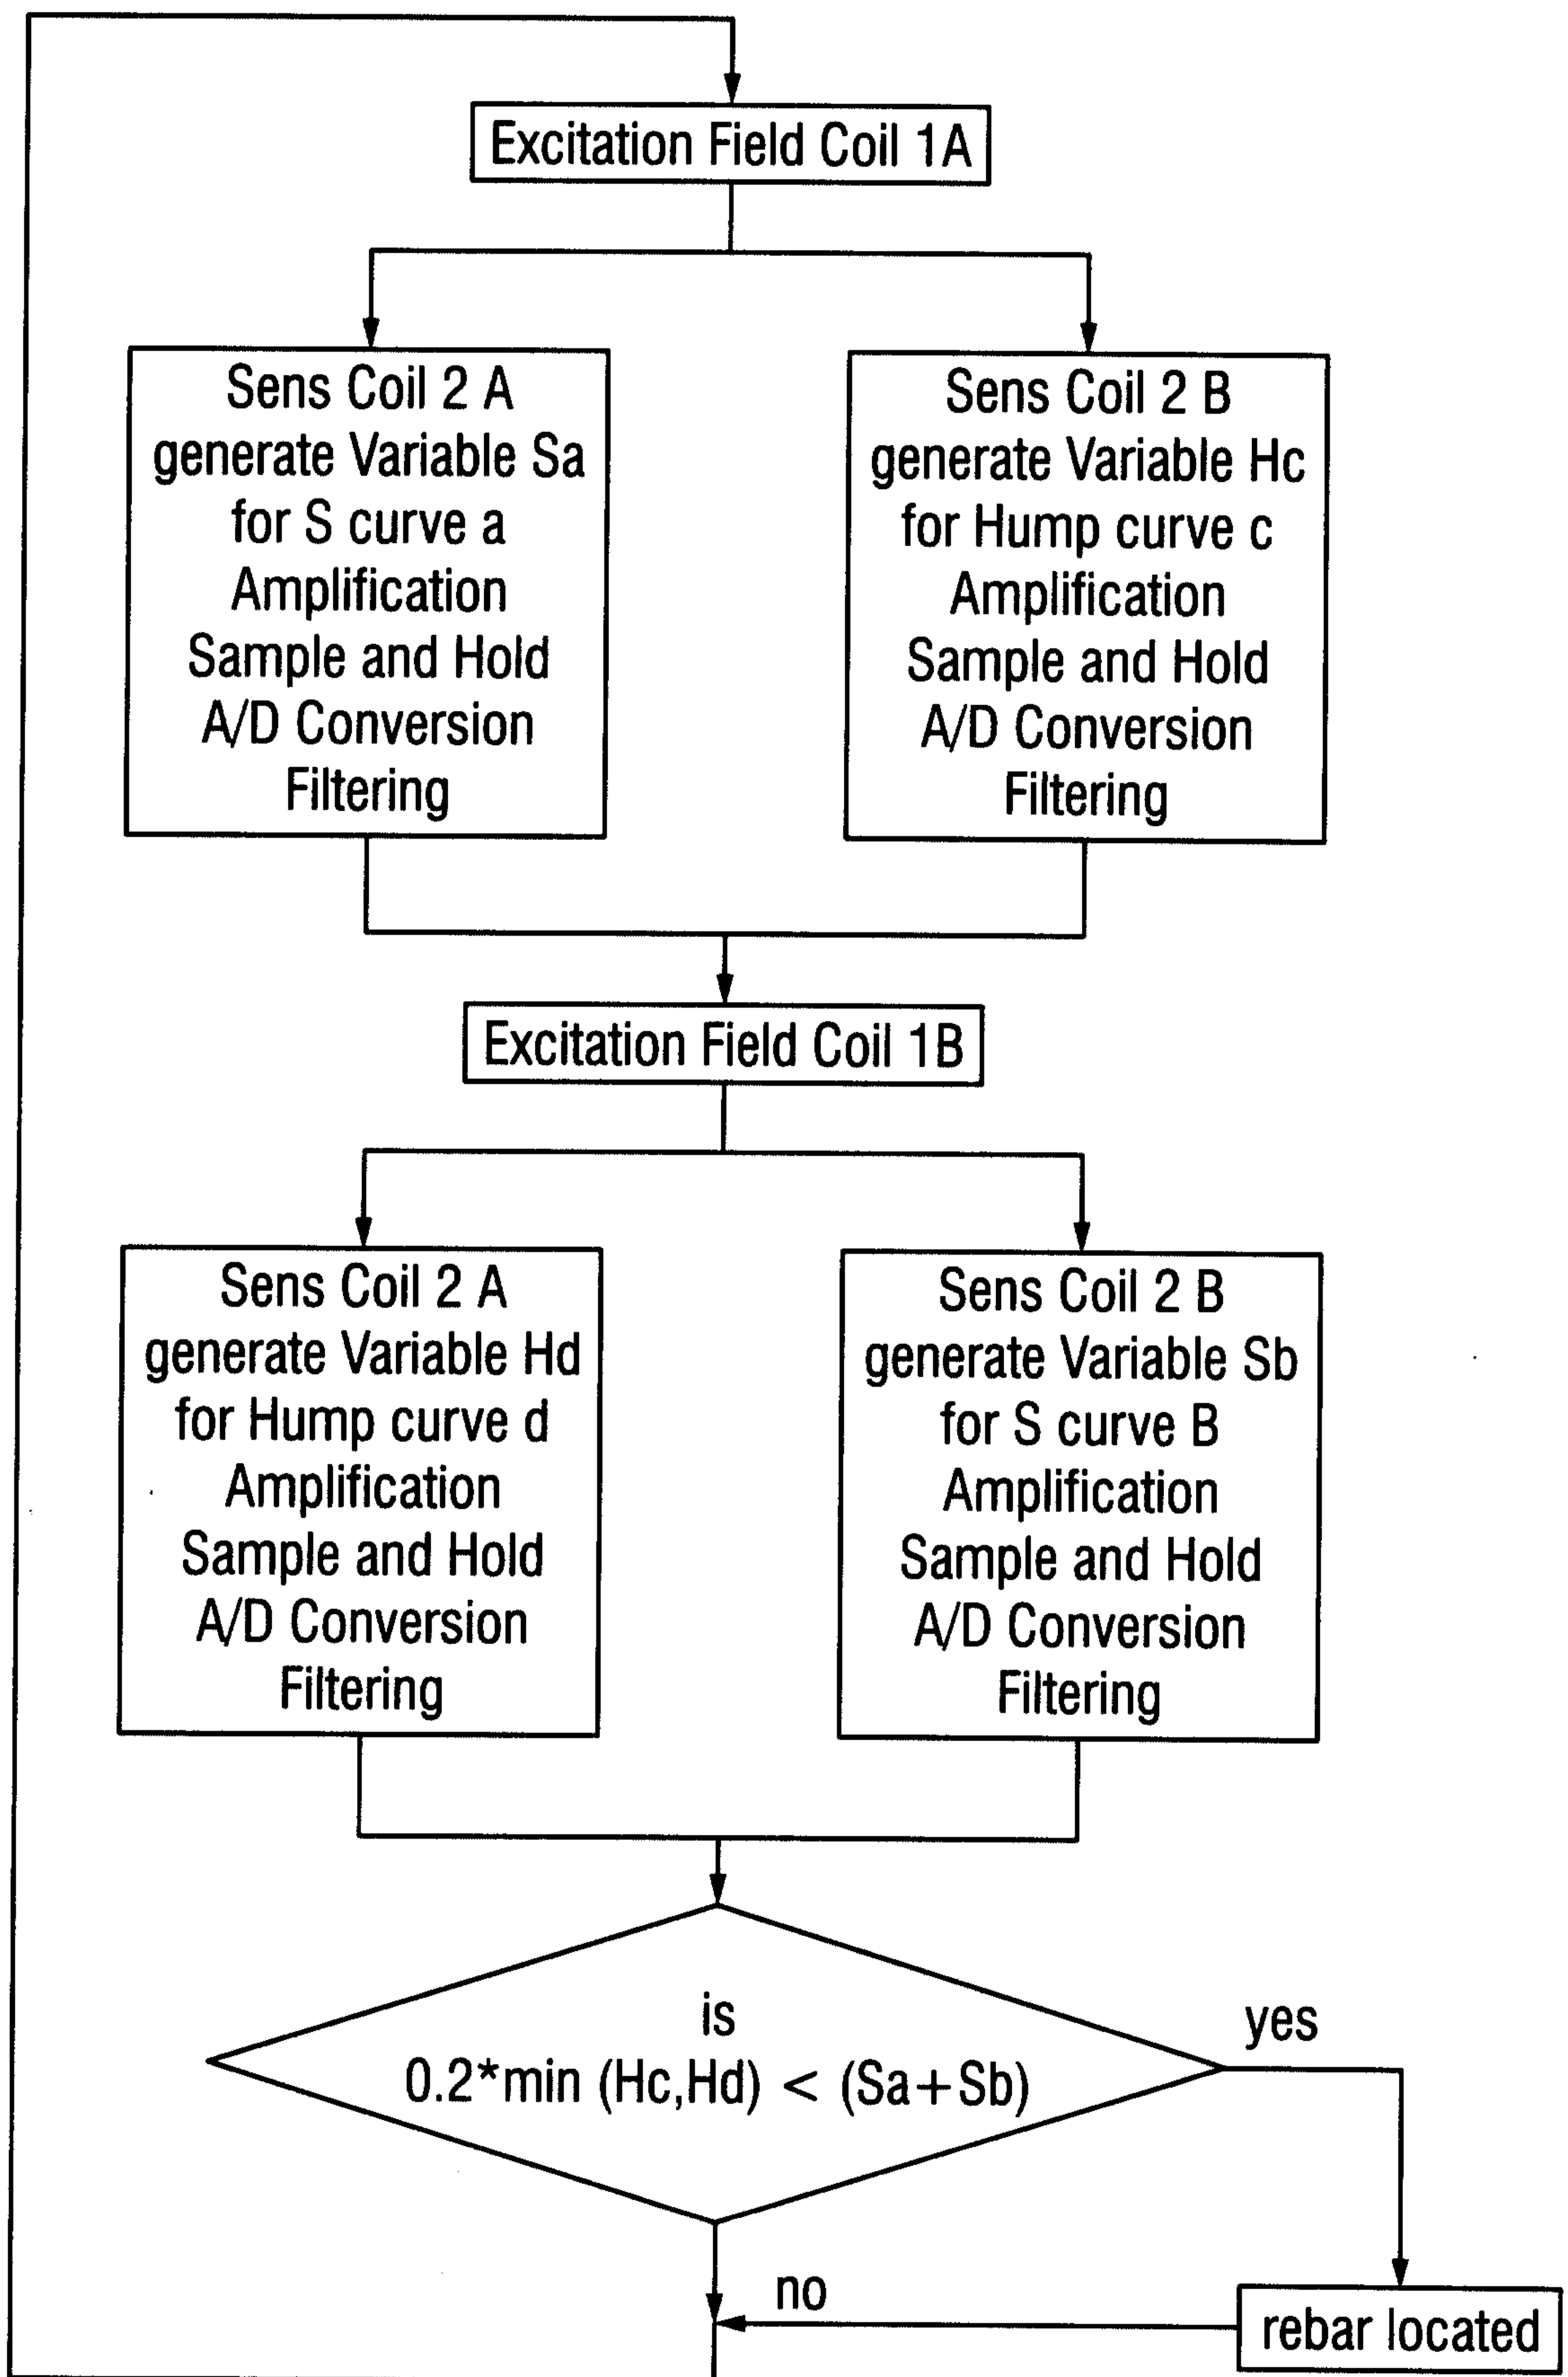 Excitation Field Coil 1A
Sens Coil 2 A
generate Variable Sa
for S curve a
Amplification
Sample and Hold
A/D Conversion
Filtering
Sens Coil 2 B
generate Variable Hc
for Hump curve c
Amplification
Sample and Hold
A/D Conversion
Filtering
Excitation Field Coil 1B
Sens Coil 2 A
generate Variable Hd
for Hump curve d
Amplification
Sample and Hold
A/D Conversion
Filtering
Sens Coil 2 B
generate Variable Sb
for S curve B
Amplification
Sample and Hold
A/D Conversion
Filtering
is
0.2*min (Hc,Hd) < (Sa+Sb)
yes
no
rebar located